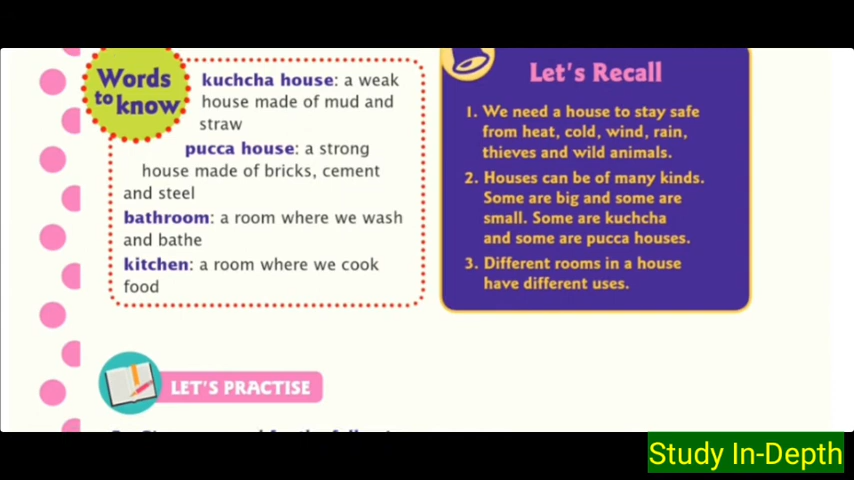 Words
to know
kuchcha house: a weak
house made of mud and
straw
pucca house: a strong
house made of bricks, cement
and steel
bathroom: a room where we wash
and bathe
kitchen: a room where we cook
food
Let's Recall
1. We need a house to stay safe
from heat, cold, wind, rain,
thieves and wild animals.
2. Houses can be of many kinds.
Some are big and some are
small. Some are kuchcha
and some are pucca houses.
3. Different rooms in a house
have different uses.
LET'S PRACTISE
Study In-Depth